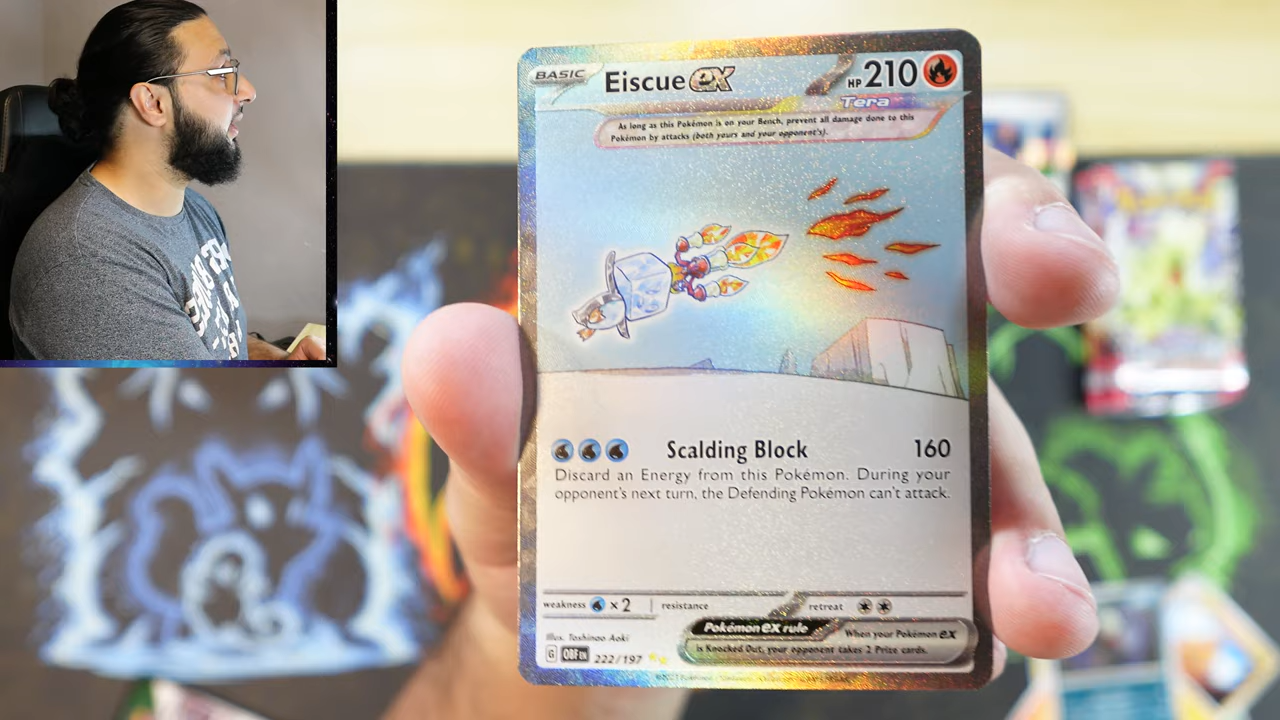 BASIC Eiscue ex HP 210
Tera
As long as this Pokémon is on your Bench, prevent all damage done to this
Pokémon by attacks (both yours and your opponent's).
Scalding Block 160
Discard an Energy from this Pokémon. During your
opponent's next turn, the Defending Pokémon can't attack.
weakness ×2 resistance retreat
Illus. Toshinao Aoki
Pokémon ex rule
When your Pokémon ex
is Knocked Out, your opponent takes 2 Prize cards.
G OBF EN 222/197